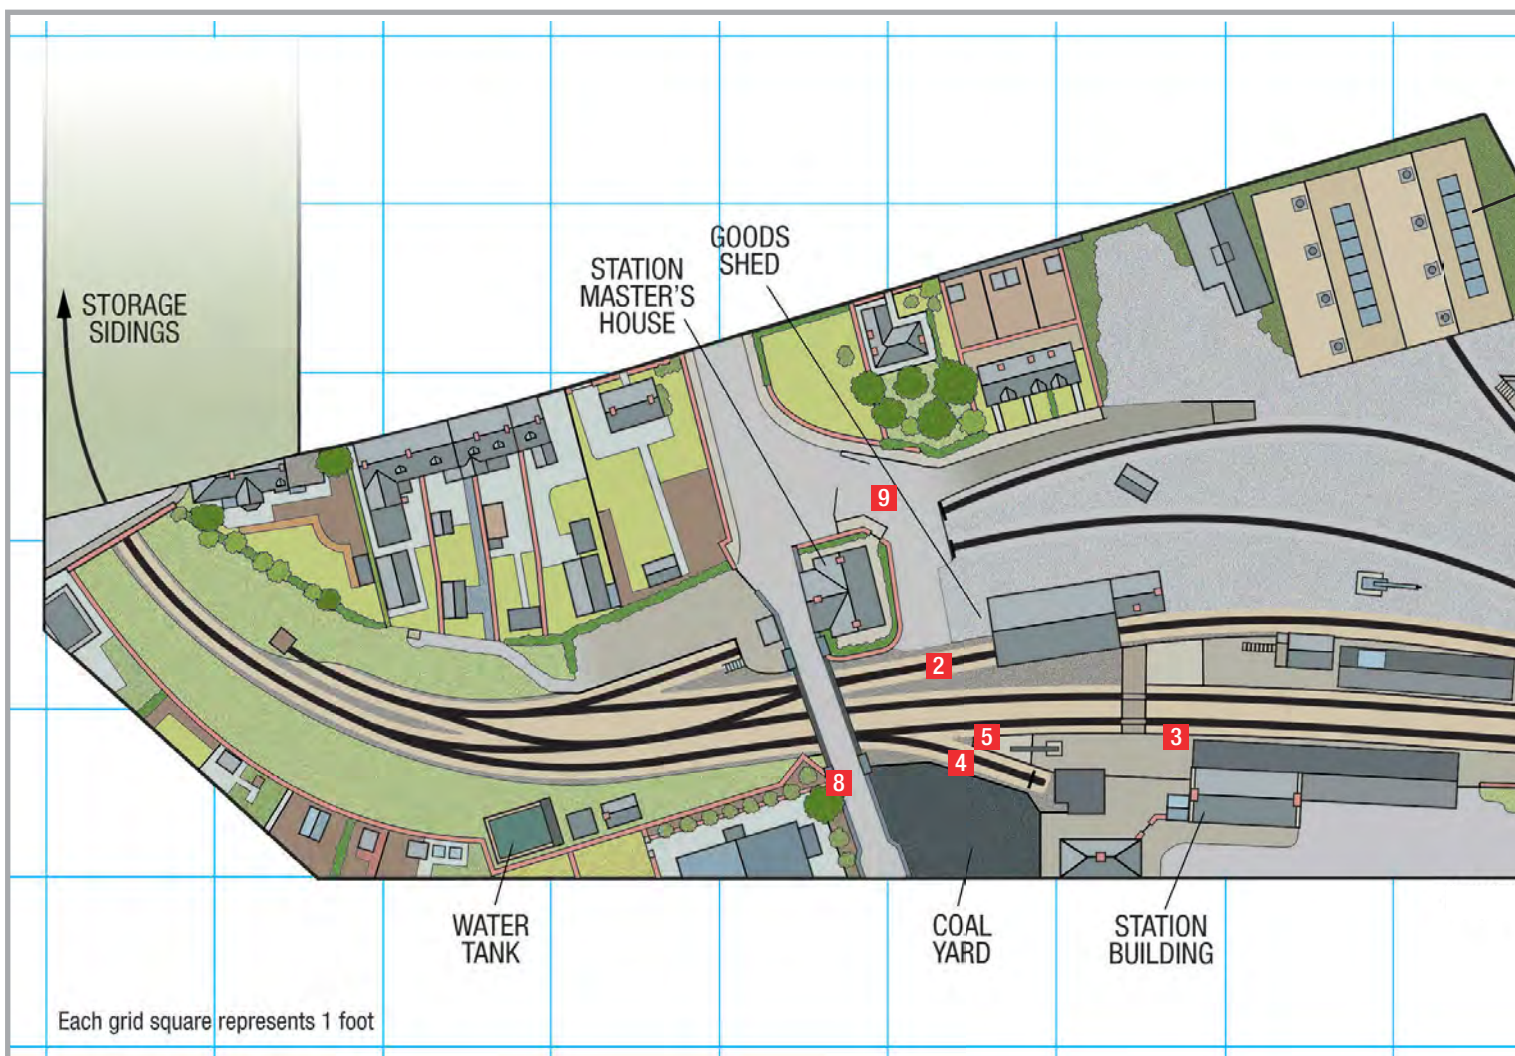 GOODS
SHED
STATION
MASTER'S
HOUSE
STORAGE
SIDINGS
9
2
5
3
4
8
WATER
TANK
COAL
YARD
STATION
BUILDING
Each grid square represents 1 foot